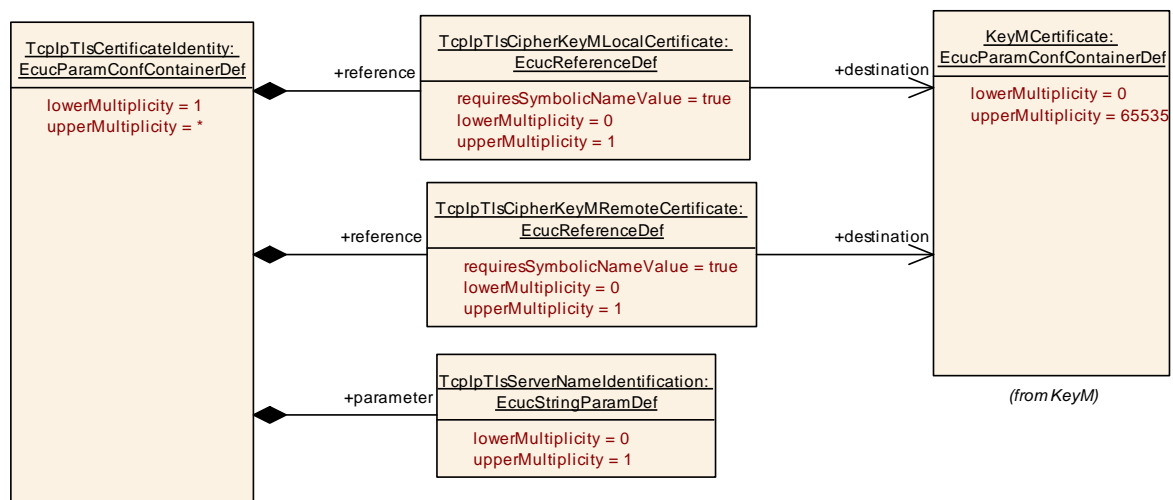 TcpIpTlsCertificateIdentity:
EcucParamConfContainerDef
lowerMultiplicity = 1
upperMultiplicity = *
+reference
TcpIpTlsCipherKeyMLocalCertificate:
EcucReferenceDef
requiresSymbolicNameValue = true
lowerMultiplicity = 0
upperMultiplicity = 1
+destination
KeyMCertificate:
EcucParamConfContainerDef
lowerMultiplicity = 0
upperMultiplicity = 65535
+reference
TcpIpTlsCipherKeyMRemoteCertificate:
EcucReferenceDef
requiresSymbolicNameValue = true
lowerMultiplicity = 0
upperMultiplicity = 1
+destination
+parameter
TcpIpTlsServerNameIdentification:
EcucStringParamDef
lowerMultiplicity = 0
upperMultiplicity = 1
(from KeyM)